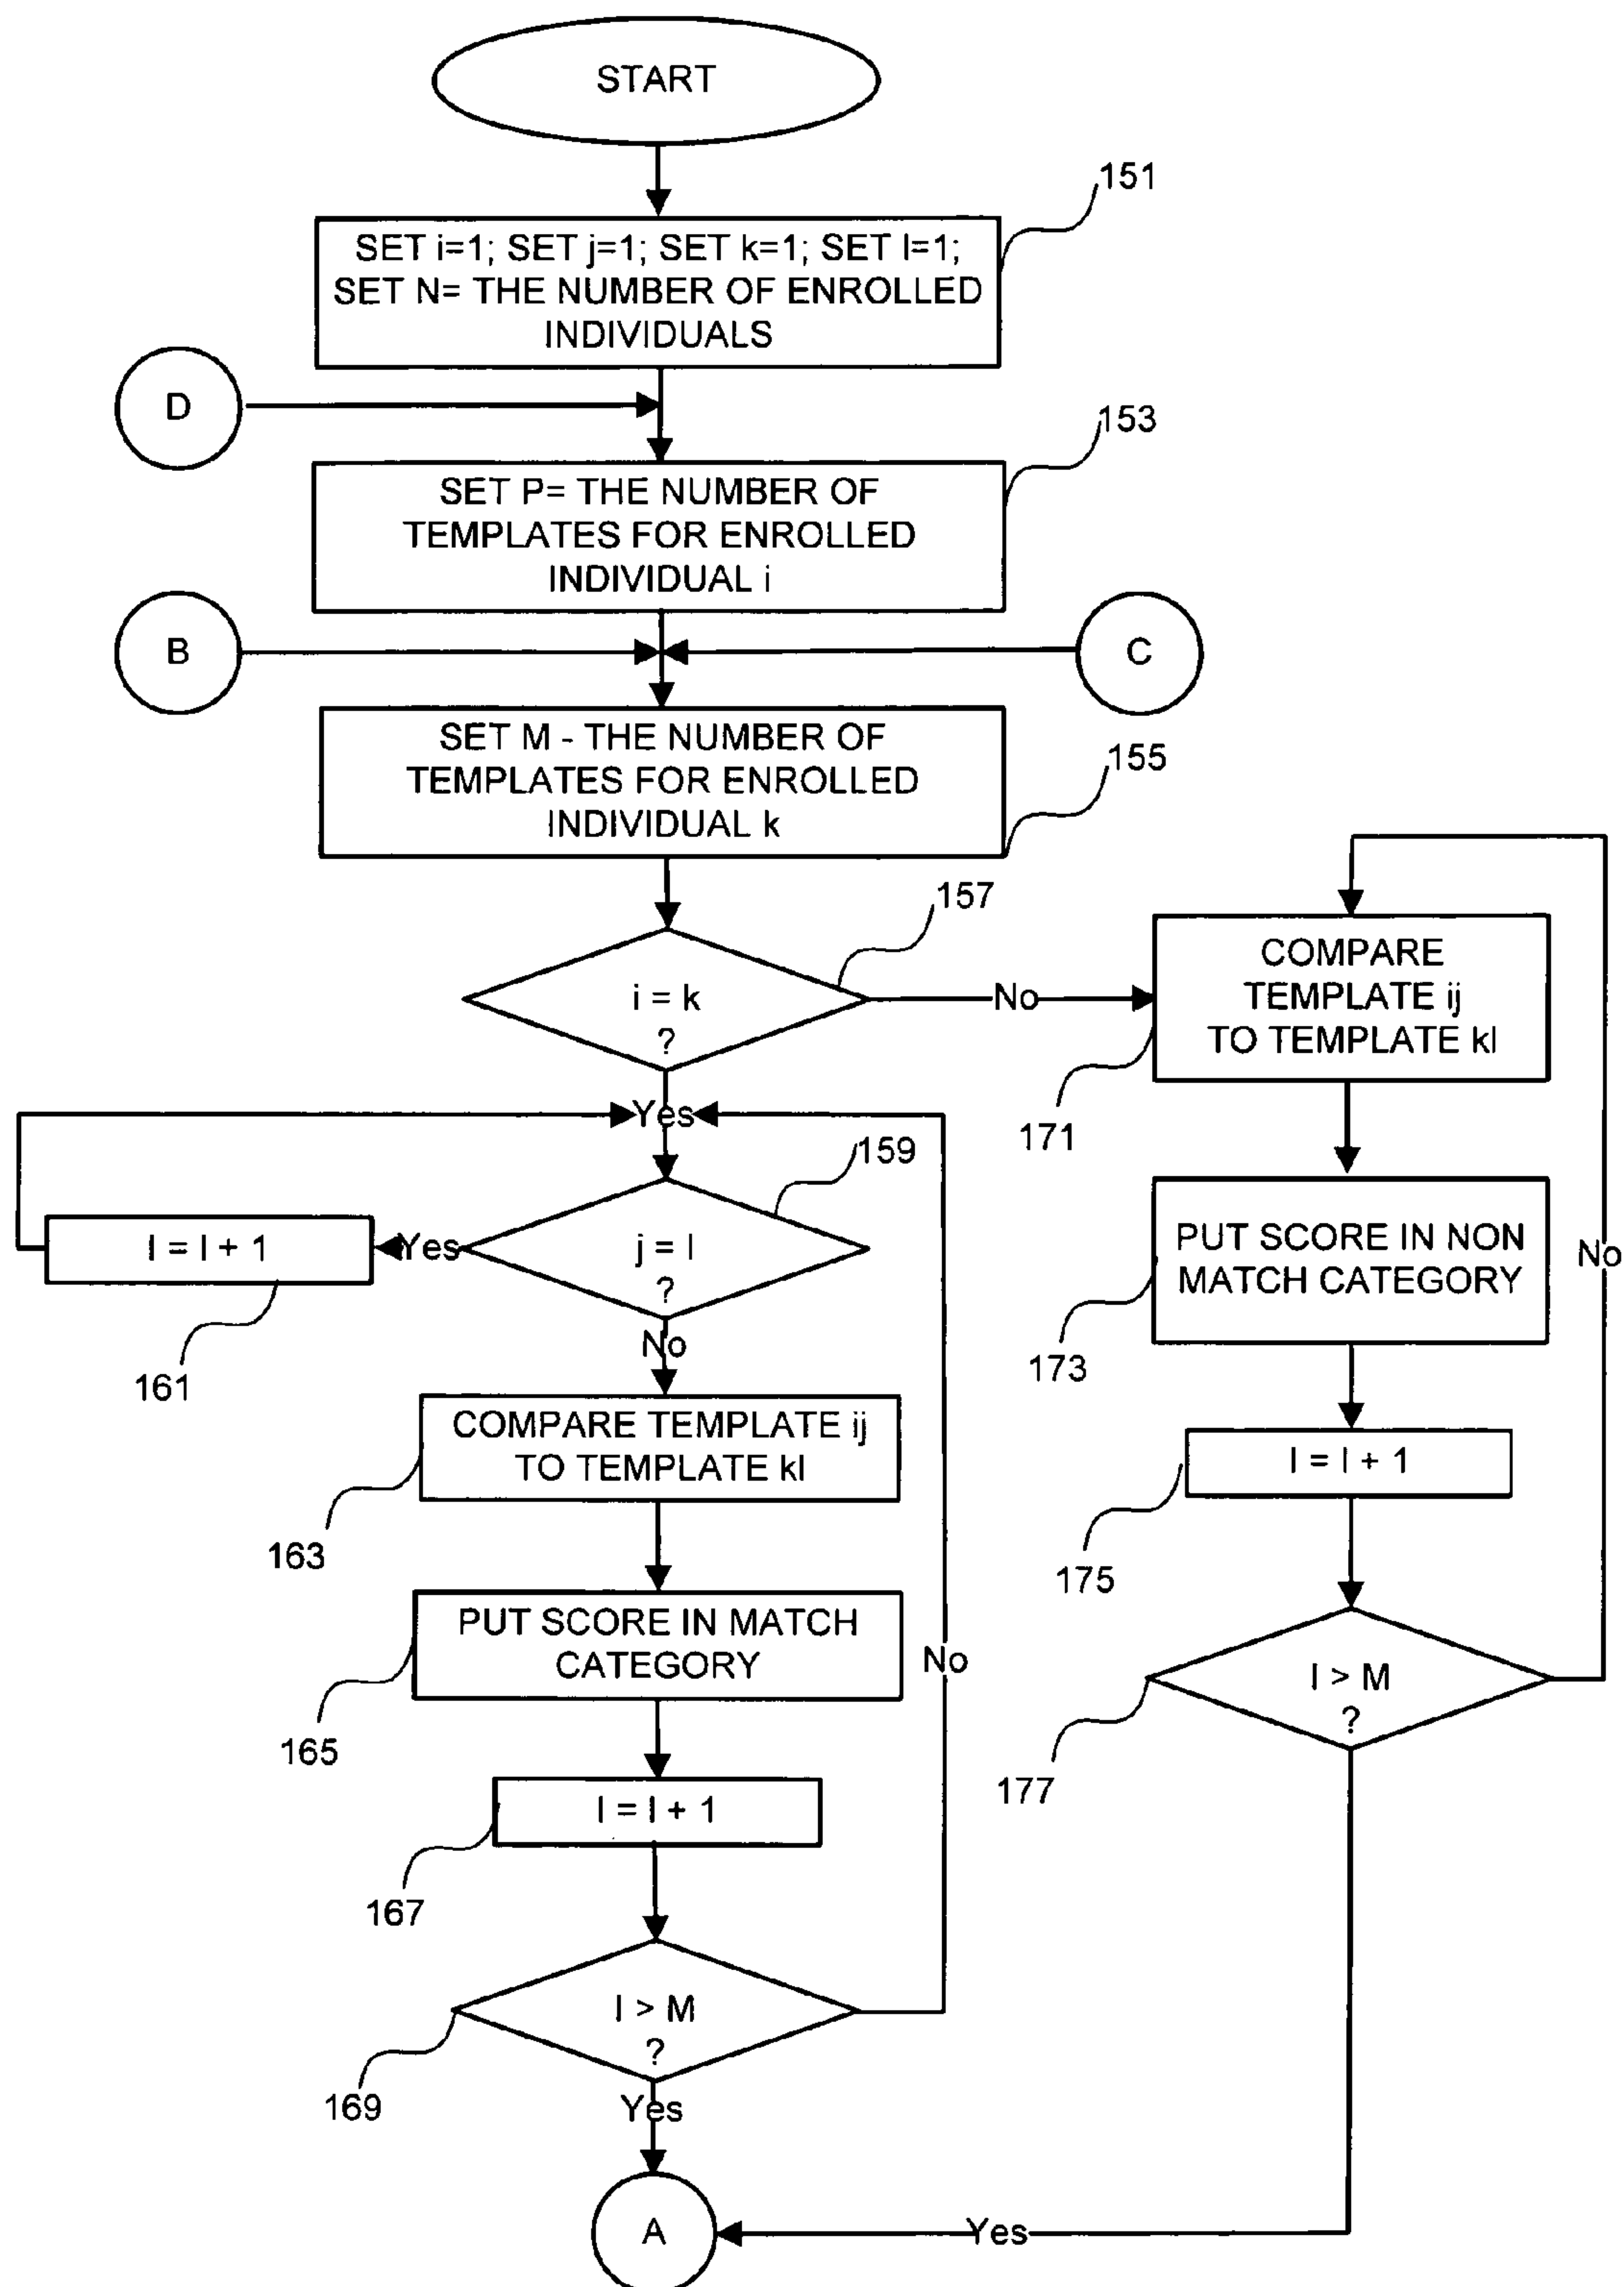 START
151
SET i=1; SET j=1; SET k=1; SET l=1;
SET N= THE NUMBER OF ENROLLED
INDIVIDUALS
D
153
SET P= THE NUMBER OF
TEMPLATES FOR ENROLLED
INDIVIDUAL i
B
C
SET M - THE NUMBER OF
TEMPLATES FOR ENROLLED
INDIVIDUAL k
155
157
i = k
?
No
COMPARE
TEMPLATE ij
TO TEMPLATE kl
171
Yes
159
j = l
?
Yes
l = l + 1
161
No
PUT SCORE IN NON
MATCH CATEGORY
No
173
COMPARE TEMPLATE ij
TO TEMPLATE kl
163
l = l + 1
175
PUT SCORE IN MATCH
CATEGORY
No
165
l > M
?
177
l = l + 1
167
l > M
?
169
Yes
A
Yes